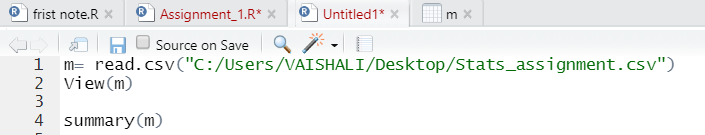 frist note.R × Assignment_1.R* × Untitled1* × m ×
Source on Save
1 m= read.csv("C:/Users/VAISHALI/Desktop/Stats_assignment.csv")
2 View(m)
3
4 summary(m)